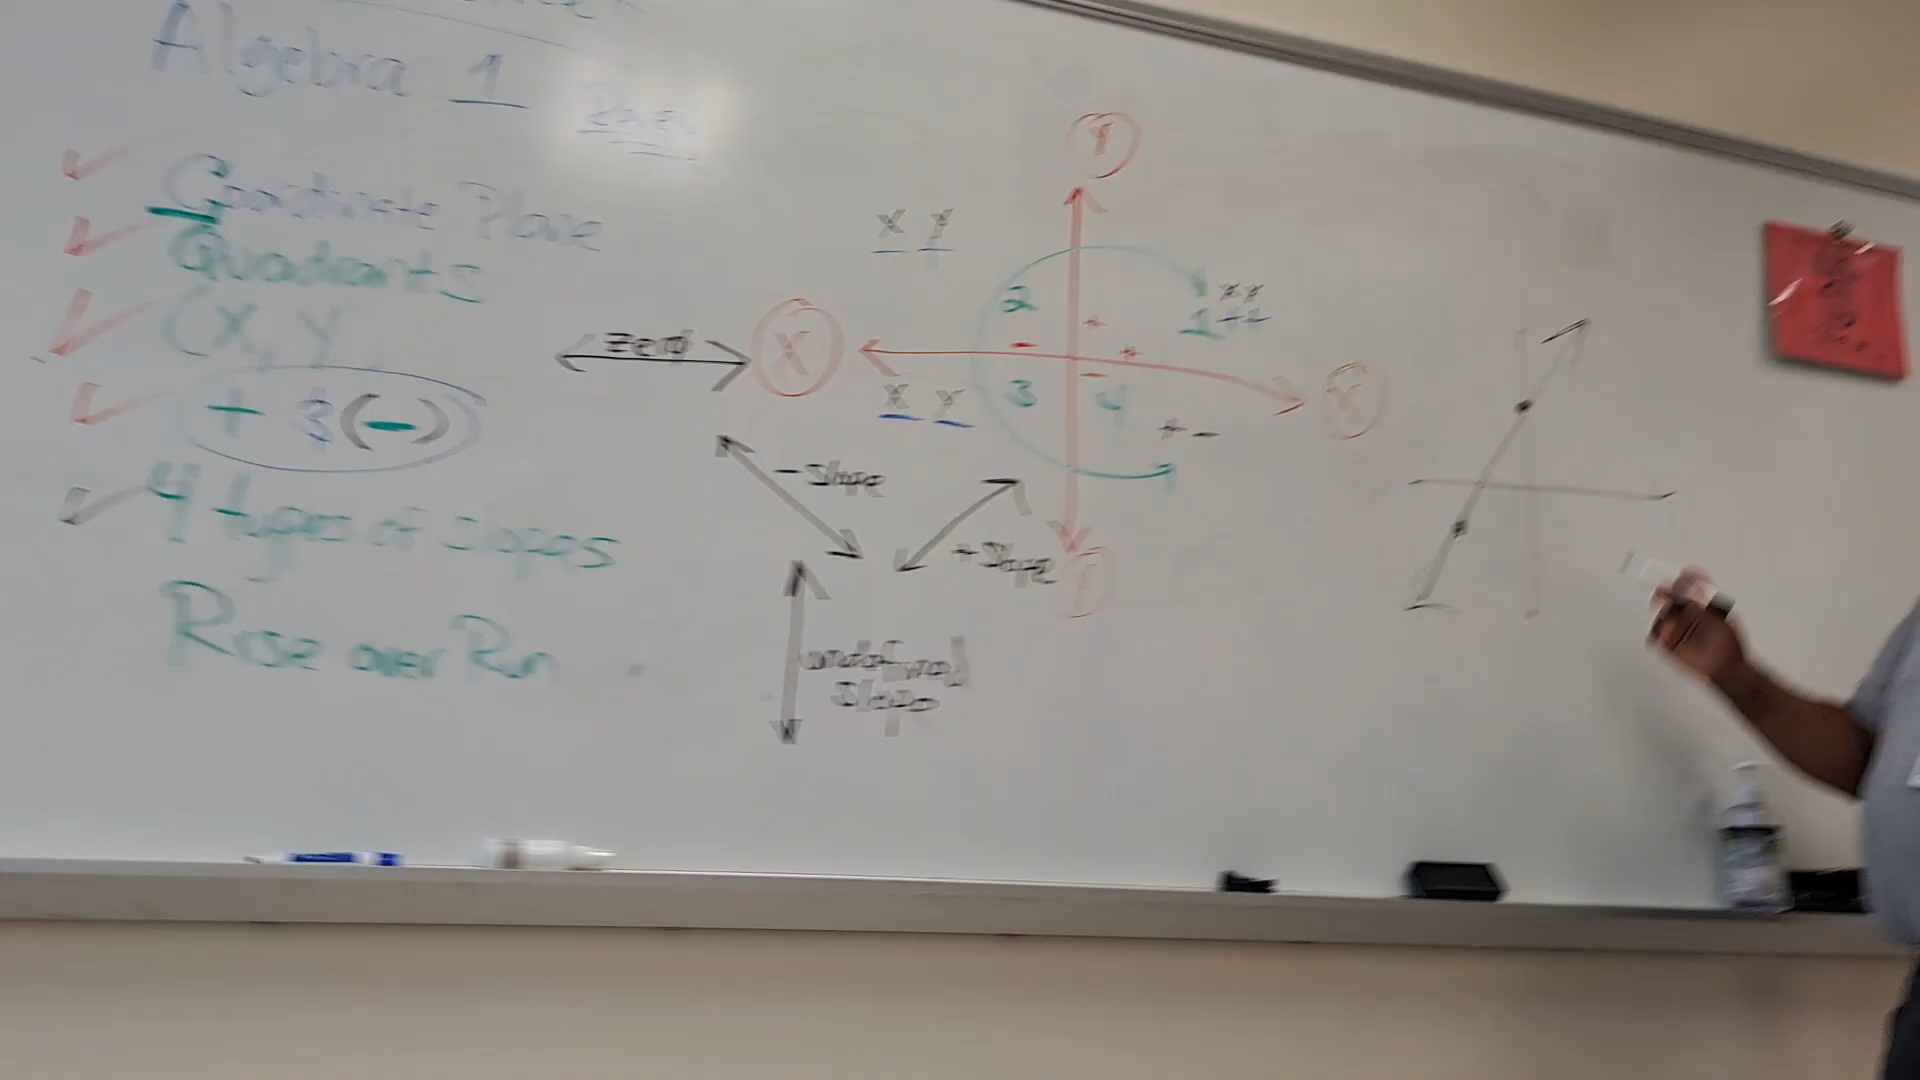 Algebra 1
Coordinate Plane
Quadrants
(X, Y
+ 3 (-)
4 types of slopes
Rise over Run
Y
X Y
2
X Y
1 ++
+
zero
X
-
+
X
X Y
3
-
4
+ -
- Slope
+ Slope
Y
undefined
slope